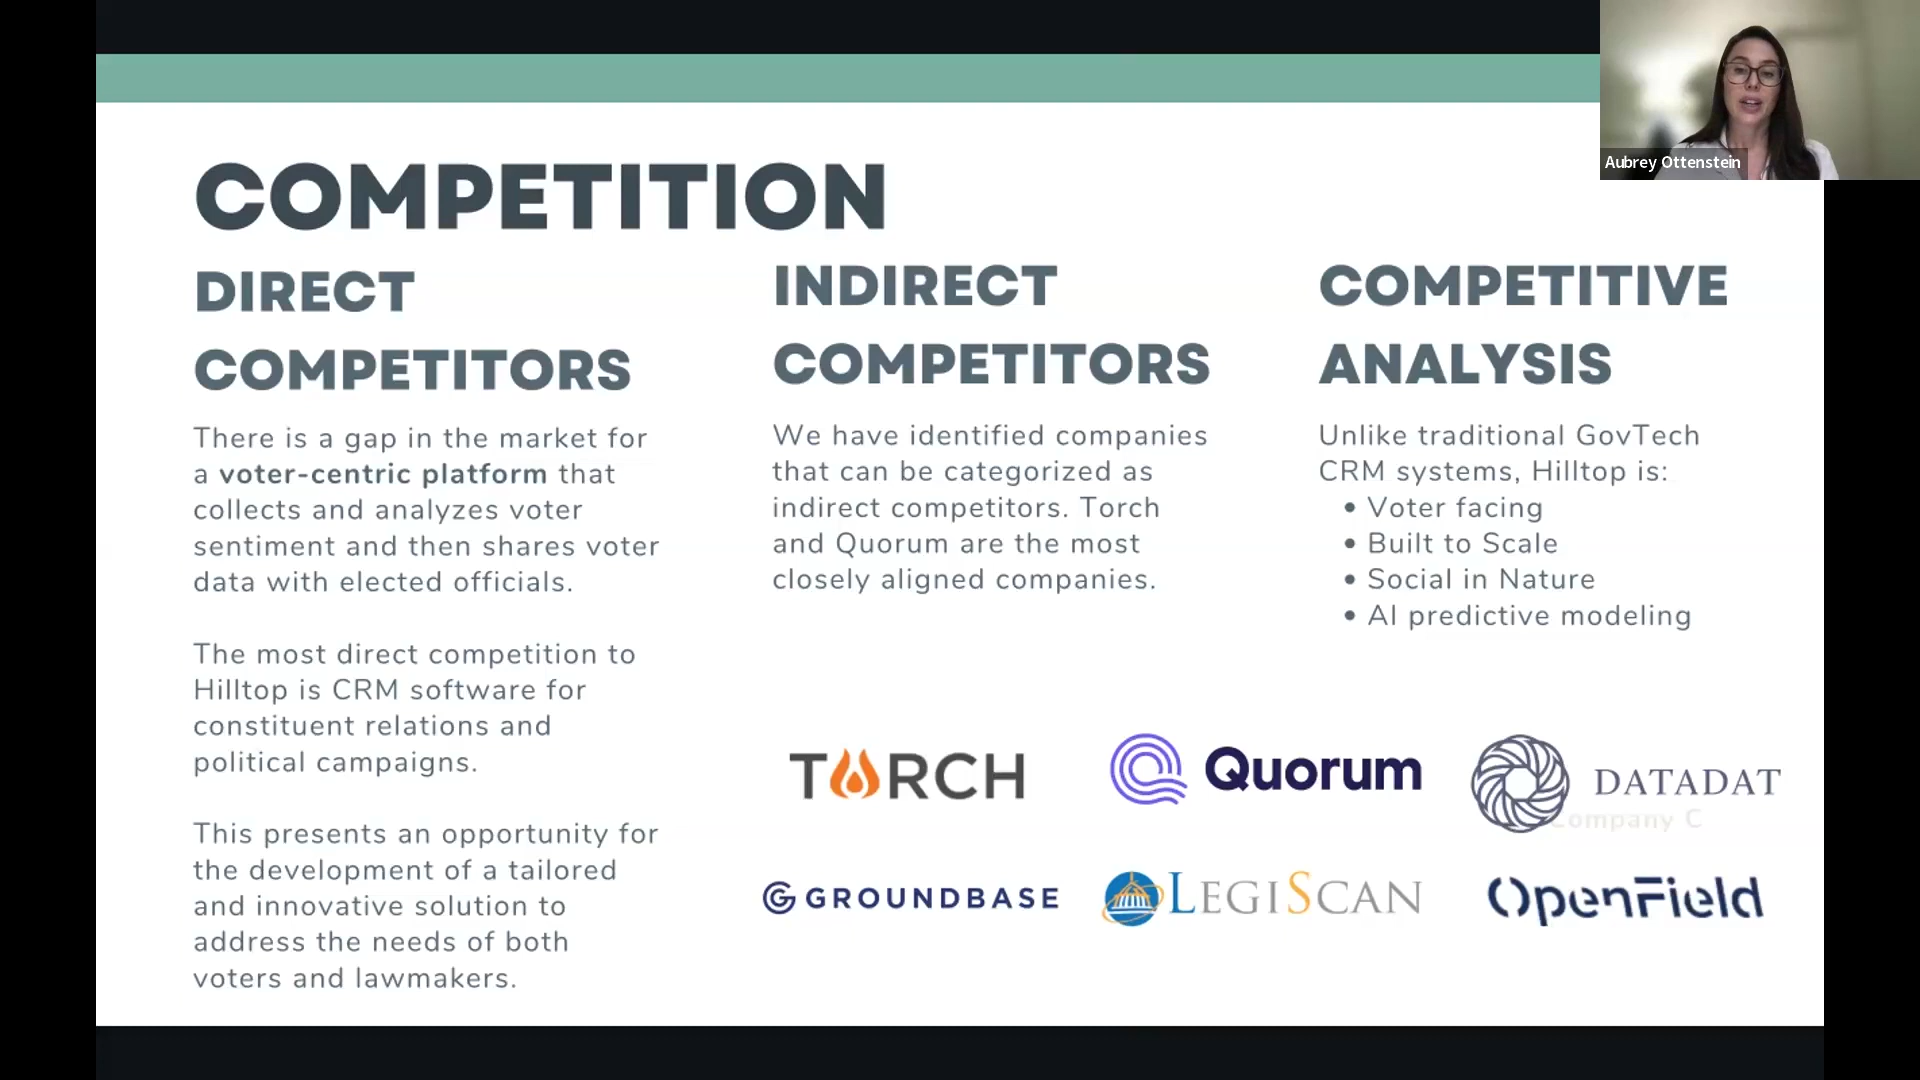 Aubrey Ottenstein
COMPETITION
DIRECT
COMPETITORS
There is a gap in the market for
a voter-centric platform that
collects and analyzes voter
sentiment and then shares voter
data with elected officials.
The most direct competition to
Hilltop is CRM software for
constituent relations and
political campaigns.
This presents an opportunity for
the development of a tailored
and innovative solution to
address the needs of both
voters and lawmakers.
INDIRECT
COMPETITORS
We have identified companies
that can be categorized as
indirect competitors. Torch
and Quorum are the most
closely aligned companies.
COMPETITIVE
ANALYSIS
Unlike traditional GovTech
CRM systems, Hilltop is:
• Voter facing
• Built to Scale
• Social in Nature
• AI predictive modeling
TORCH
Quorum
DATADAT
Company C
GROUNDBASE
LEGISCAN
OpenField